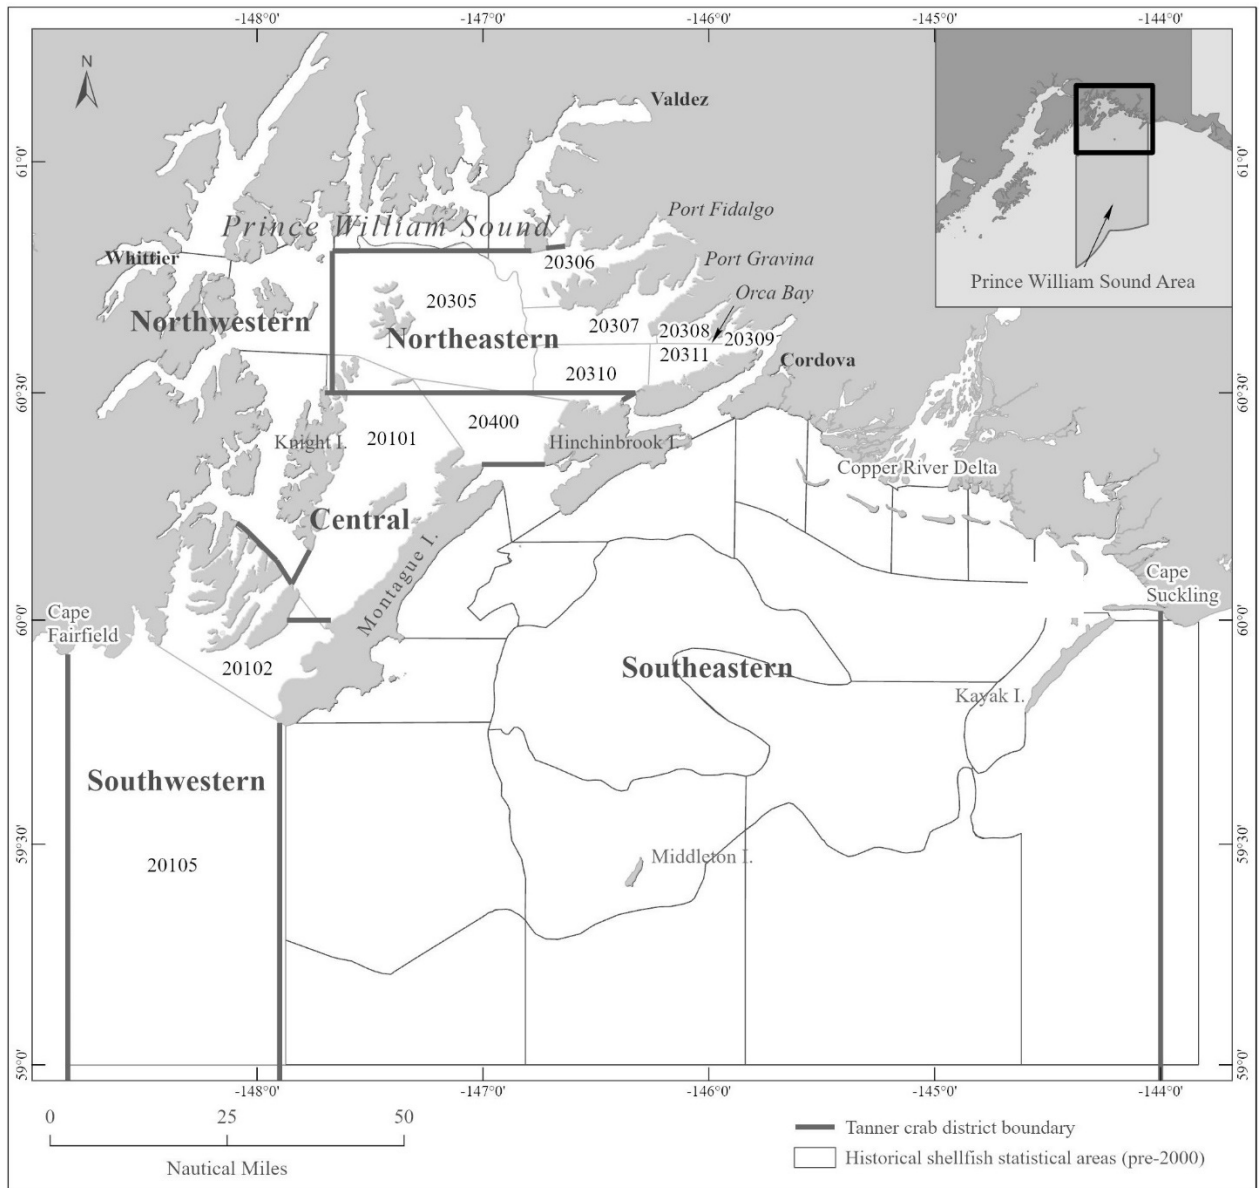 -148°0'
-147°0'
-146°0'
-145°0'
-144°0'
N
Valdez
61°0'
61°0'
Prince William Sound
Port Fidalgo
Whittier
20306
Port Gravina
Prince William Sound Area
Orca Bay
20305
Northwestern
Northeastern
20307
20308
20309
20311
Cordova
20310
60°30'
60°30'
20400
Knight I.
20101
Hinchinbrook I.
Copper River Delta
Central
Montague I.
Cape
Suckling
Cape
Fairfield
60°0'
60°0'
20102
Southeastern
Kayak I.
Southwestern
59°30'
59°30'
20105
Middleton I.
59°0'
59°0'
-148°0'
-147°0'
-146°0'
-145°0'
-144°0'
0
25
50
Nautical Miles
Tanner crab district boundary
Historical shellfish statistical areas (pre-2000)